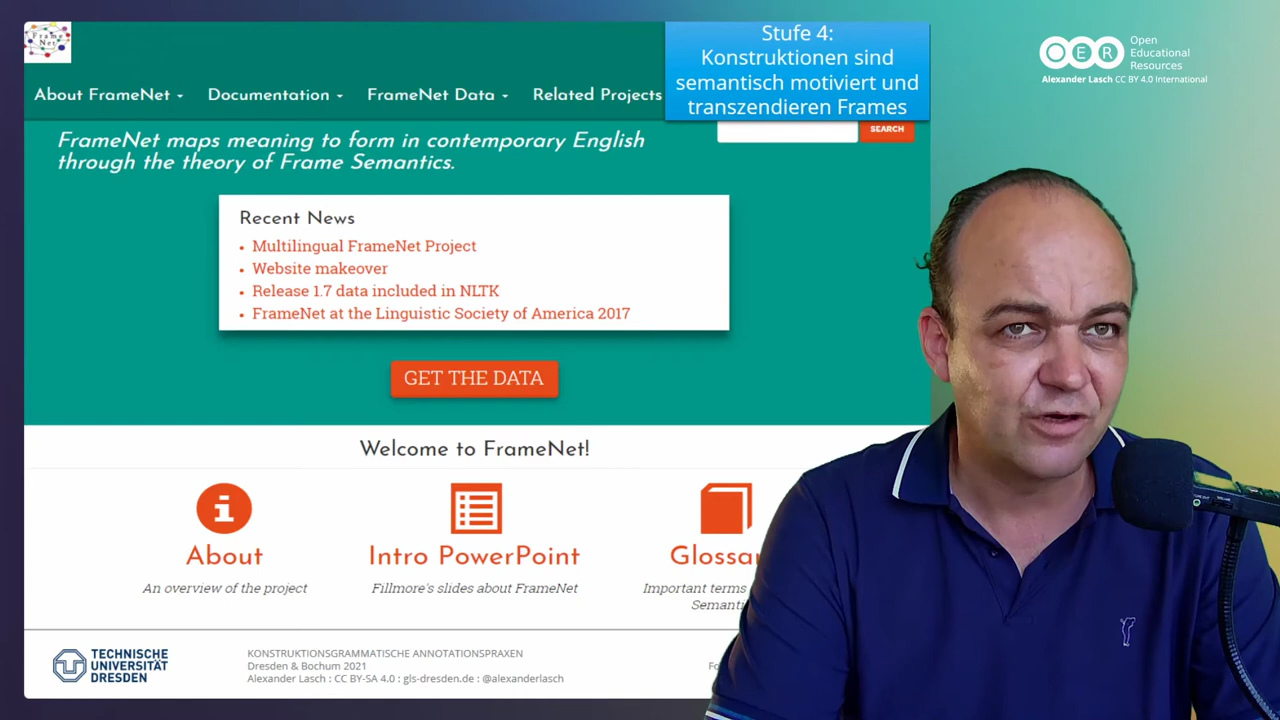 Frame
Net
About FrameNet
Documentation
FrameNet Data
Related Projects
Stufe 4:
Konstruktionen sind
semantisch motiviert und
transzendieren Frames
OER
Open
Educational
Resources
Alexander Lasch CC BY 4.0 International
SEARCH
FrameNet maps meaning to form in contemporary English
through the theory of Frame Semantics.
Recent News
• Multilingual FrameNet Project
• Website makeover
• Release 1.7 data included in NLTK
• FrameNet at the Linguistic Society of America 2017
GET THE DATA
Welcome to FrameNet!
About
An overview of the project
Intro PowerPoint
Fillmore's slides about FrameNet
Important terms
TECHNISCHE
UNIVERSITÄT
DRESDEN
KONSTRUKTIONSGRAMMATISCHE ANNOTATIONSPRAXEN
Dresden & Bochum 2021
Alexander Lasch : CC BY-SA 4.0 : gls-dresden.de : @alexanderlasch